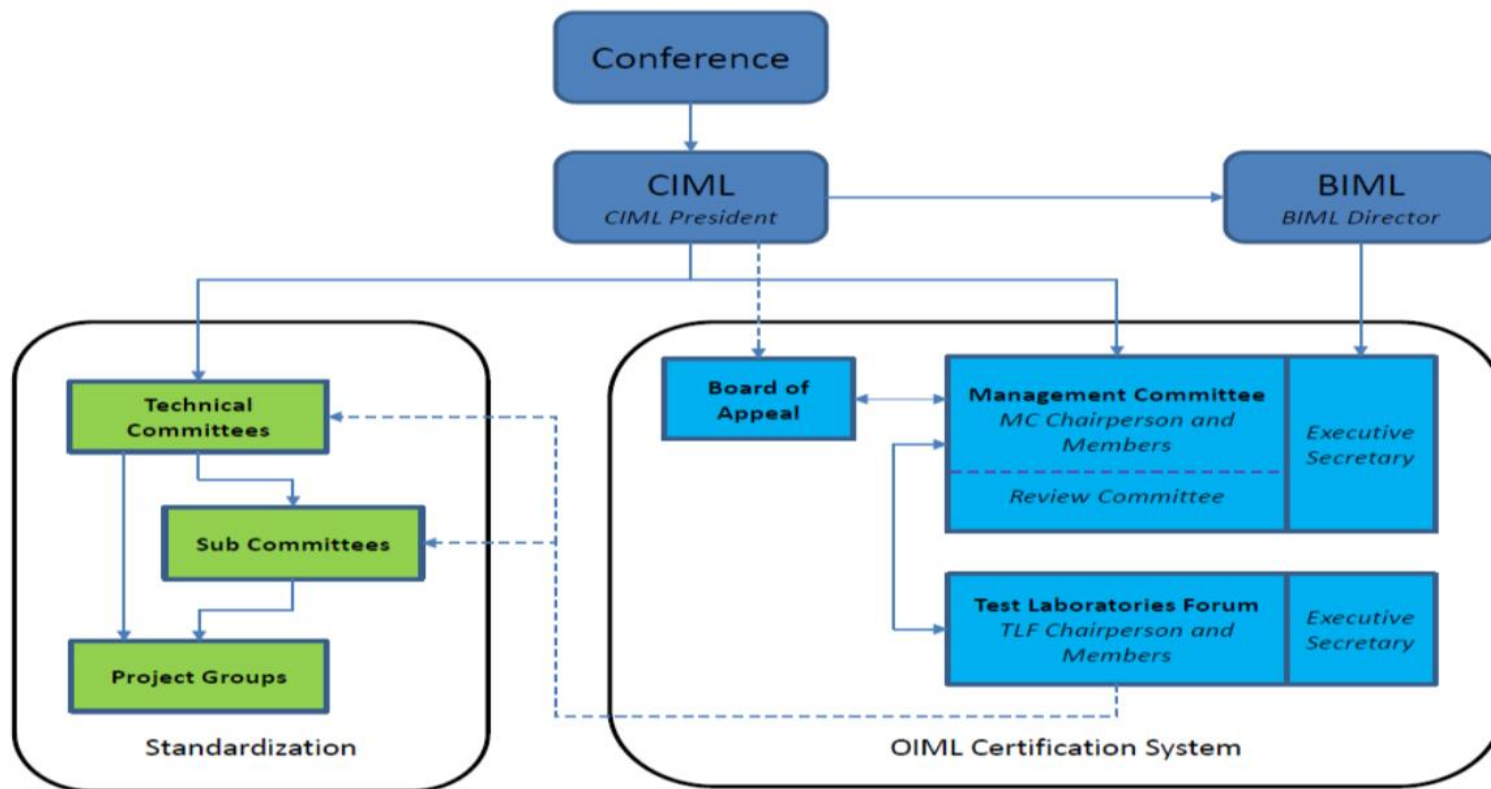 Conference
CIML
CIML President
BIML
BIML Director
Technical
Committees
Sub Committees
Project Groups
Standardization
Board of
Appeal
Management Committee
MC Chairperson and
Members
Review Committee
Executive
Secretary
Test Laboratories Forum
TLF Chairperson and
Members
Executive
Secretary
OIML Certification System